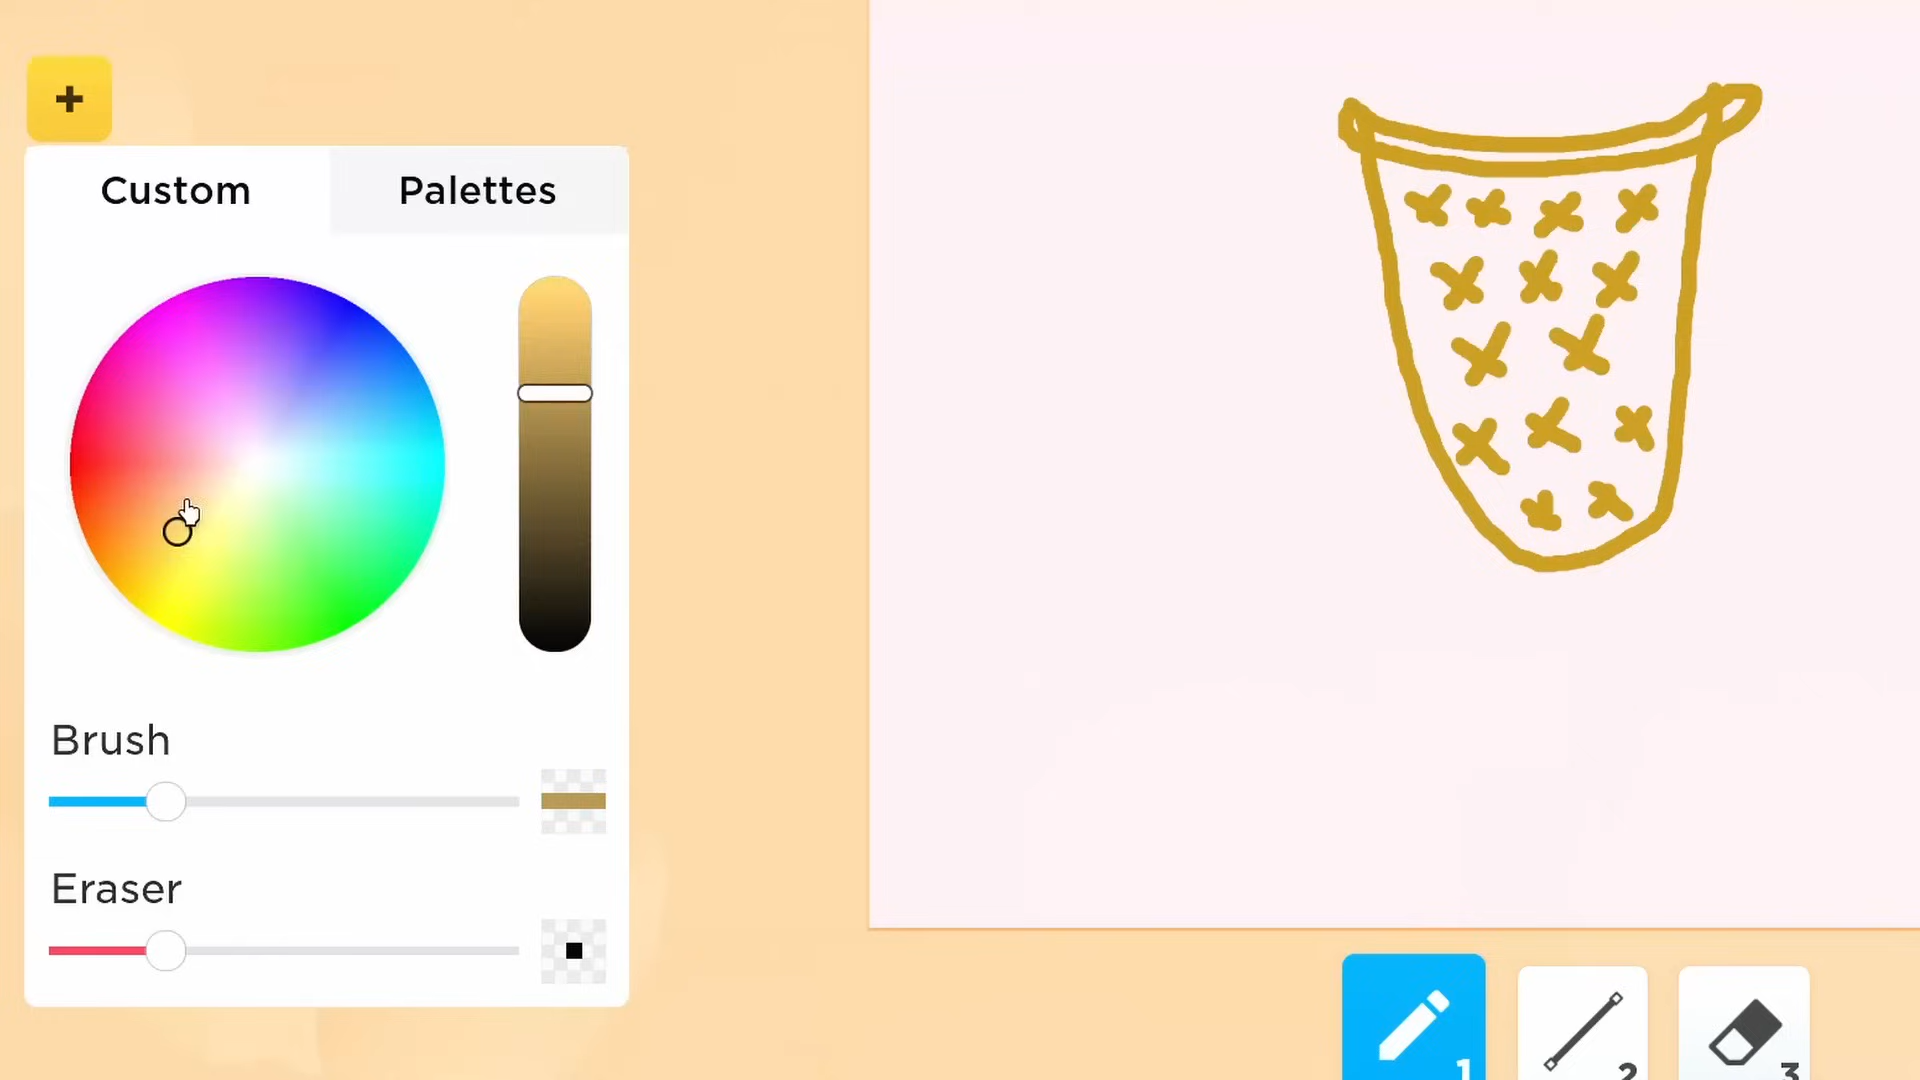 +
Custom
Palettes
Brush
Eraser
1
2
3